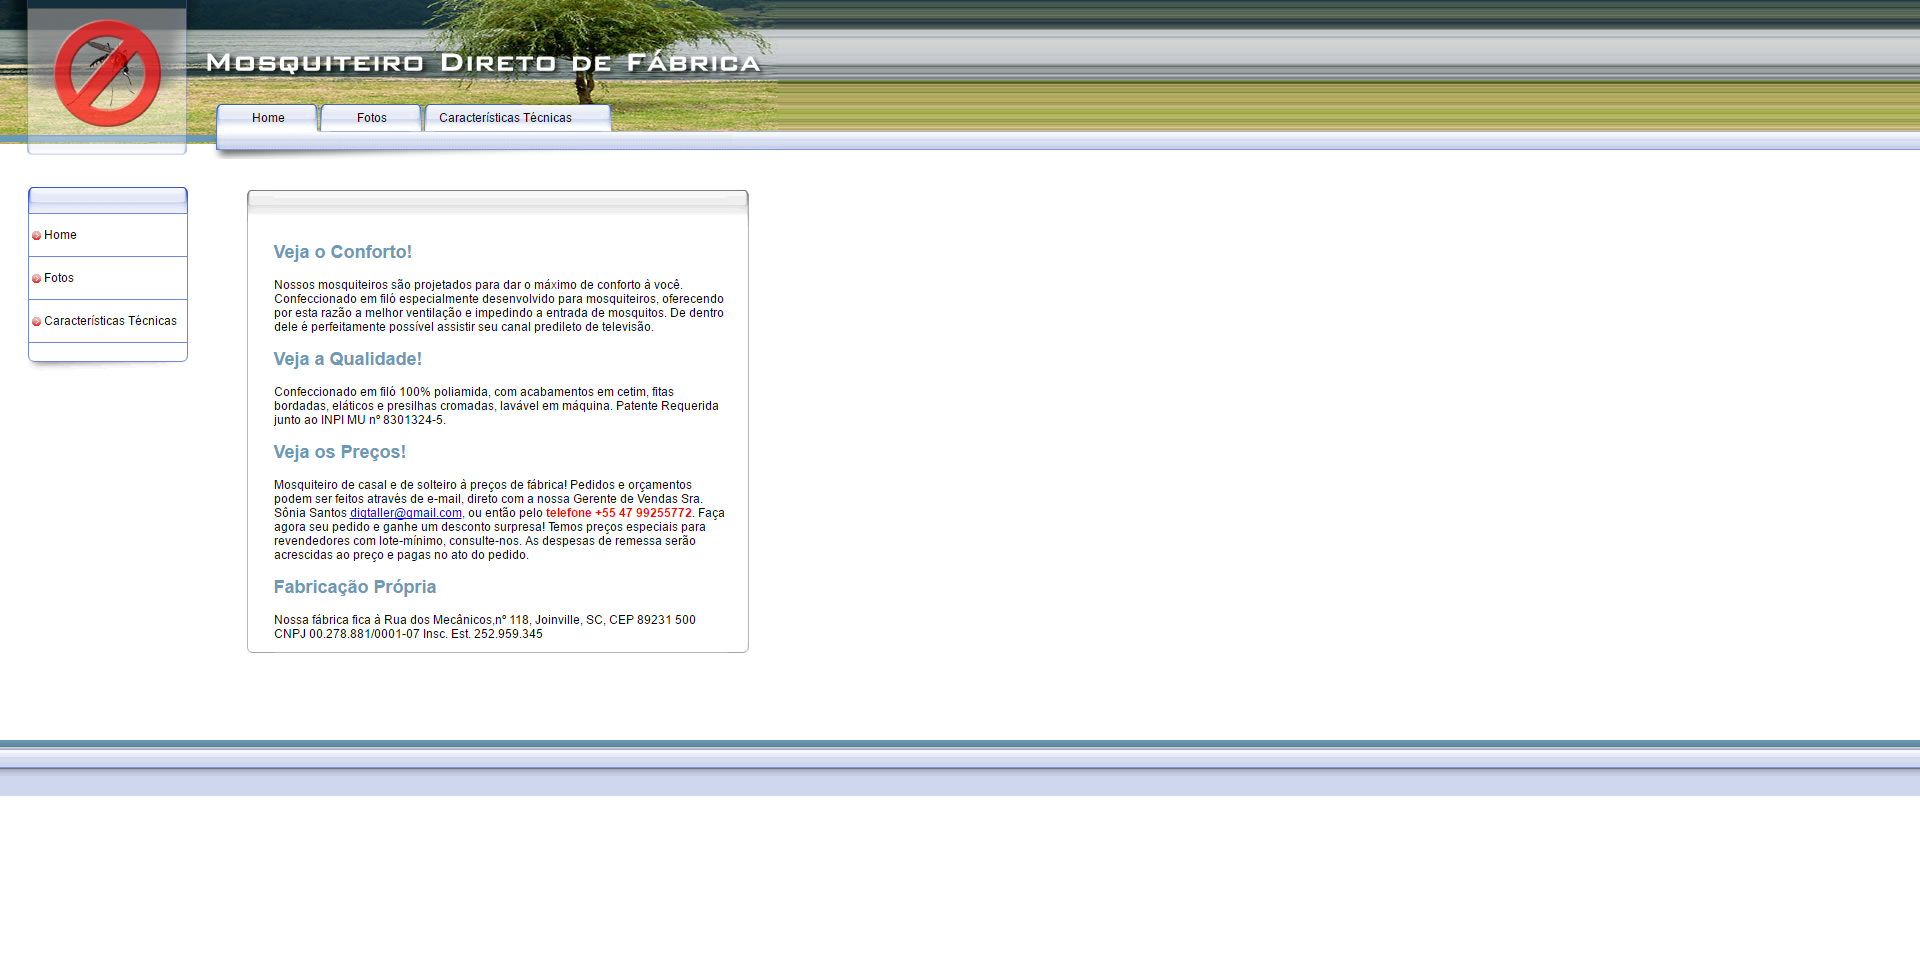 Mosquiteiro Direto de Fábrica
Home
Fotos
Características Técnicas
Home
Fotos
Características Técnicas
Veja o Conforto!
Nossos mosquiteiros são projetados para dar o máximo de conforto à você.
Confeccionado em filó especialmente desenvolvido para mosquiteiros, oferecendo
por esta razão a melhor ventilação e impedindo a entrada de mosquitos. De dentro
dele é perfeitamente possível assistir seu canal predileto de televisão.
Veja a Qualidade!
Confeccionado em filó 100% poliamida, com acabamentos em cetim, fitas
bordadas, eláticos e presilhas cromadas, lavável em máquina. Patente Requerida
junto ao INPI MU nº 8301324-5.
Veja os Preços!
Mosquiteiro de casal e de solteiro à preços de fábrica! Pedidos e orçamentos
podem ser feitos através de e-mail, direto com a nossa Gerente de Vendas Sra.
Sônia Santos digtaller@gmail.com, ou então pelo telefone +55 47 99255772. Faça
agora seu pedido e ganhe um desconto surpresa! Temos preços especiais para
revendedores com lote-mínimo, consulte-nos. As despesas de remessa serão
acrescidas ao preço e pagas no ato do pedido.
Fabricação Própria
Nossa fábrica fica à Rua dos Mecânicos,nº 118, Joinville, SC, CEP 89231 500
CNPJ 00.278.881/0001-07 Insc. Est. 252.959.345